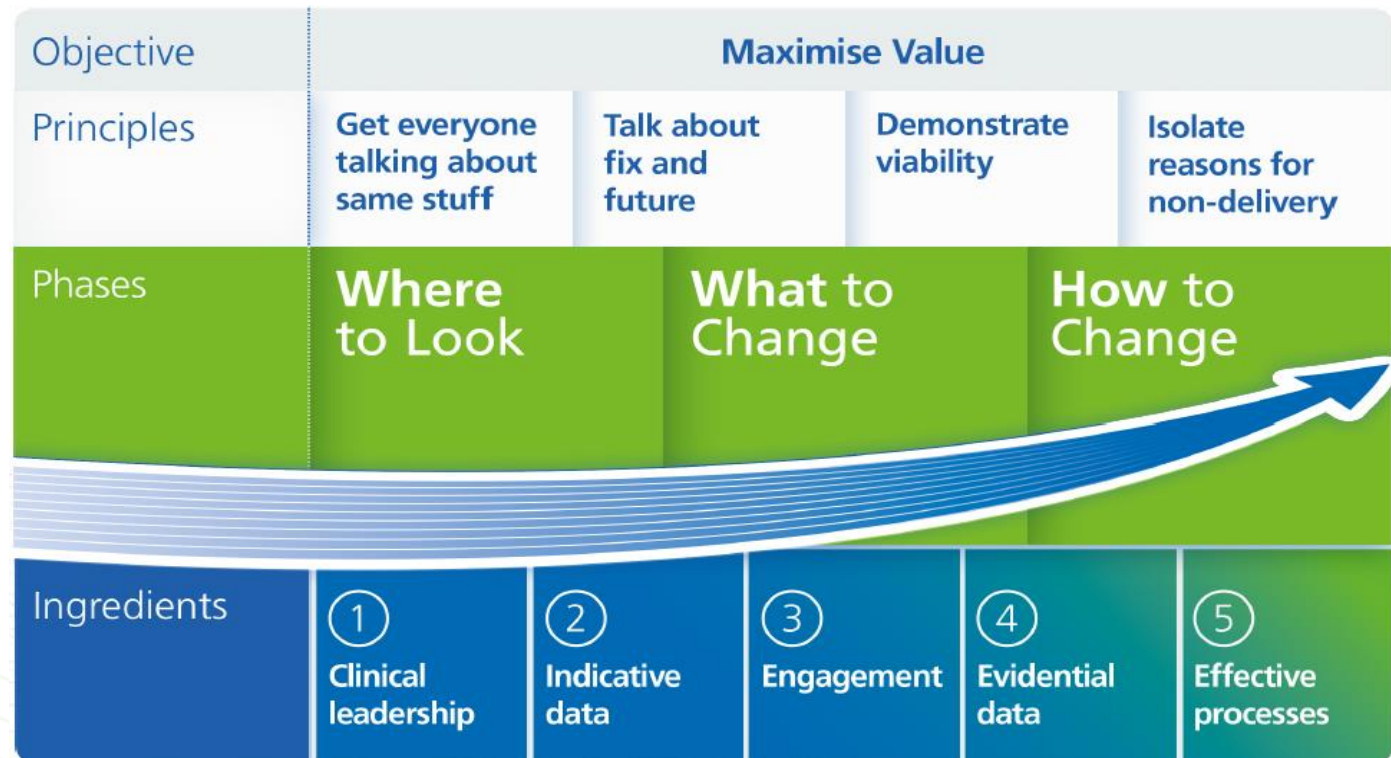 Objective
Maximise Value
Principles
Get everyone
talking about
same stuff
Talk about
fix and
future
Demonstrate
viability
Isolate
reasons for
non-delivery
Phases
Where
to Look
What to
Change
How to
Change
Ingredients
1
Clinical
leadership
2
Indicative
data
3
Engagement
4
Evidential
data
5
Effective
processes